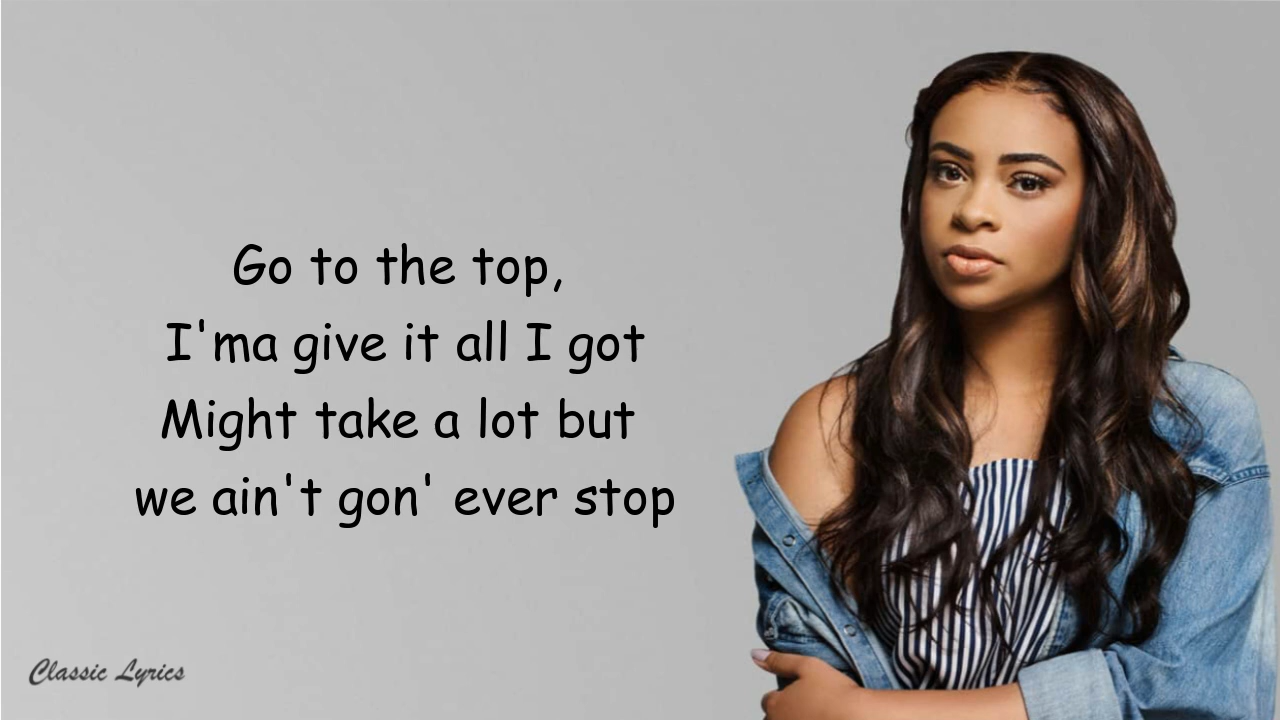 Go to the top,
I'ma give it all I got
Might take a lot but
we ain't gon' ever stop
Classic Lyrics